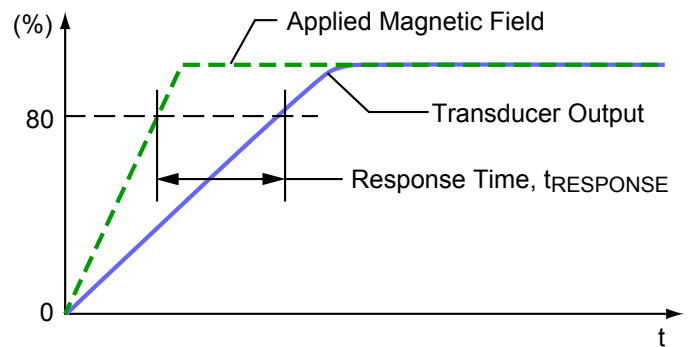 (%)
Applied Magnetic Field
80
Transducer Output
Response Time, tRESPONSE
0
t